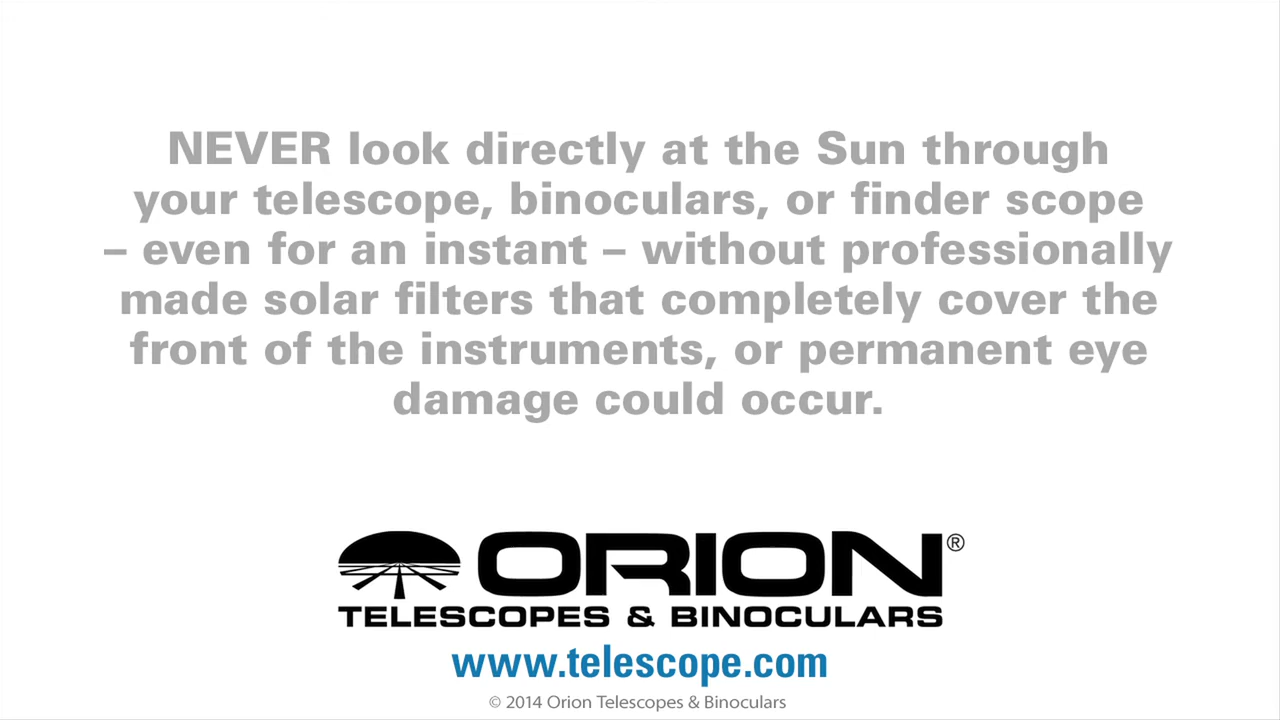 NEVER look directly at the Sun through
your telescope, binoculars, or finder scope
– even for an instant – without professionally
made solar filters that completely cover the
front of the instruments, or permanent eye
damage could occur.
ORION®
TELESCOPES & BINOCULARS
www.telescope.com
© 2014 Orion Telescopes & Binoculars